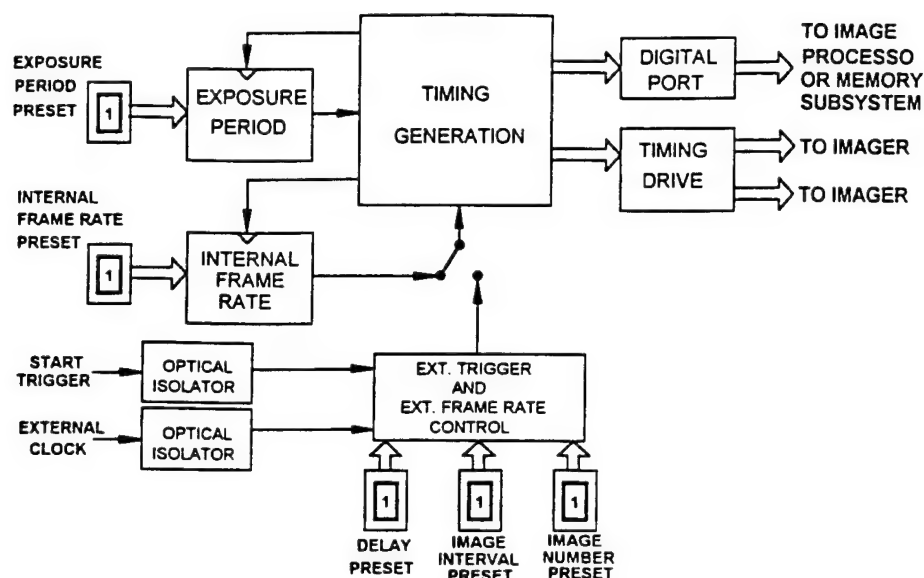 EXPOSURE
PERIOD
PRESET
1
EXPOSURE
PERIOD
TIMING
GENERATION
DIGITAL
PORT
TO IMAGE
PROCESSO
OR MEMORY
SUBSYSTEM
TIMING
DRIVE
TO IMAGER
TO IMAGER
INTERNAL
FRAME RATE
PRESET
1
INTERNAL
FRAME
RATE
START
TRIGGER
OPTICAL
ISOLATOR
EXT. TRIGGER
AND
EXT. FRAME RATE
CONTROL
EXTERNAL
CLOCK
OPTICAL
ISOLATOR
1
1
1
DELAY
PRESET
IMAGE
INTERVAL
PRESET
IMAGE
NUMBER
PRESET